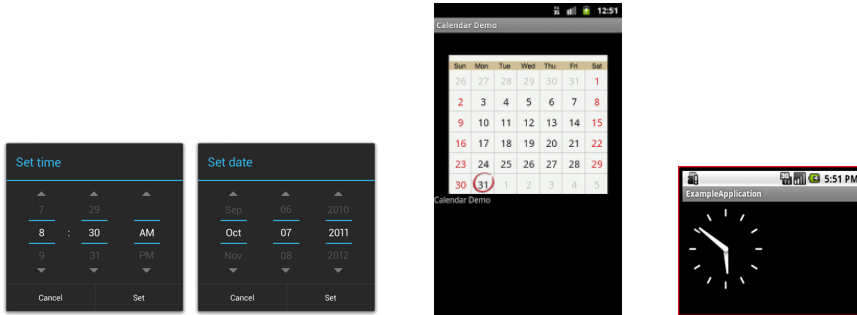 Set time
7 29
8 : 30 AM
9 31 PM
Cancel Set
Set date
Sep 06 2010
Oct 07 2011
Nov 08 2012
Cancel Set
12:51
Calendar Demo
Sun Mon Tue Wed Thu Fri Sat
26 27 28 29 30 31 1
2 3 4 5 6 7 8
9 10 11 12 13 14 15
16 17 18 19 20 21 22
23 24 25 26 27 28 29
30 31 1 2 3 4 5
Calendar Demo
5:51 PM
ExampleApplication